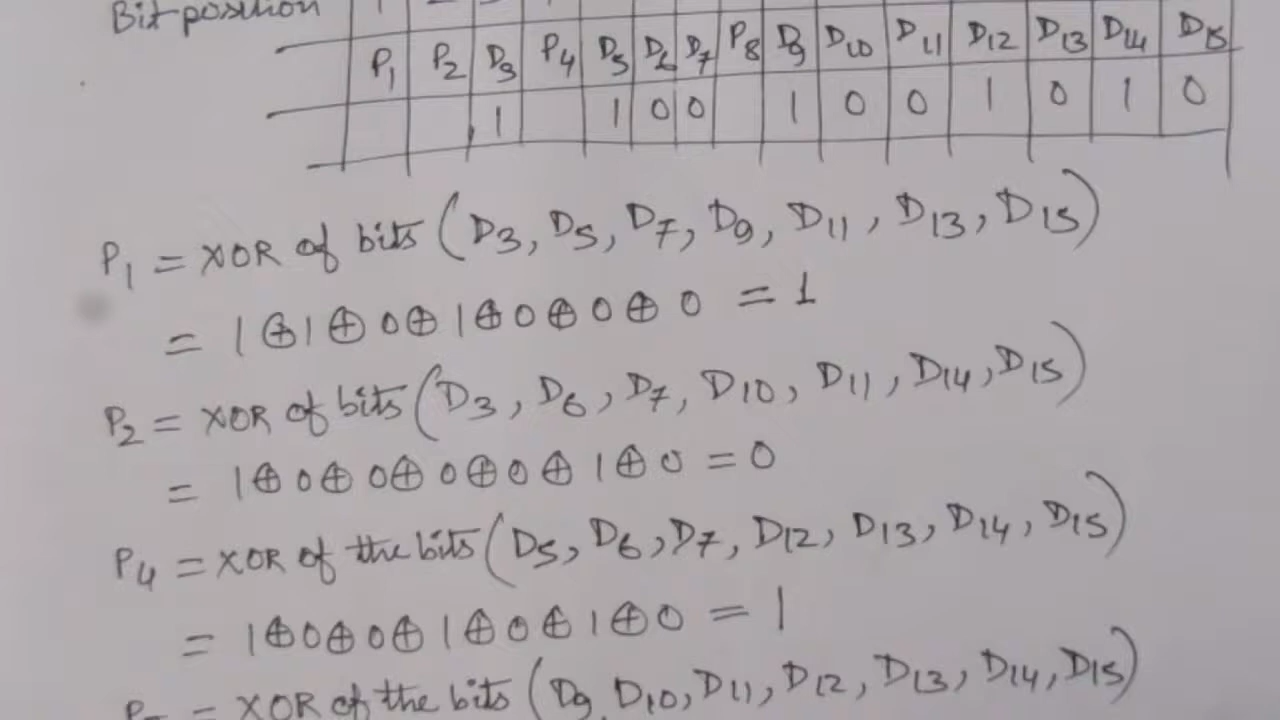 Bit position
P1 P2 D3 P4 D5 D6 D7 P8 D9 D10 D11 D12 D13 D14 D15
1 1 0 0 1 0 0 1 0 1 0
P1 = XOR of bits (D3, D5, D7, D9, D11, D13, D15)
= 1 ⊕ 1 ⊕ 0 ⊕ 1 ⊕ 0 ⊕ 0 ⊕ 0 = 1
P2 = XOR of bits (D3, D6, D7, D10, D11, D14, D15)
= 1 ⊕ 0 ⊕ 0 ⊕ 0 ⊕ 0 ⊕ 1 ⊕ 0 = 0
P4 = XOR of the bits (D5, D6, D7, D12, D13, D14, D15)
= 1 ⊕ 0 ⊕ 0 ⊕ 1 ⊕ 0 ⊕ 1 ⊕ 0 = 1
= XOR of the bits (D9, D10, D11, D12, D13, D14, D15)